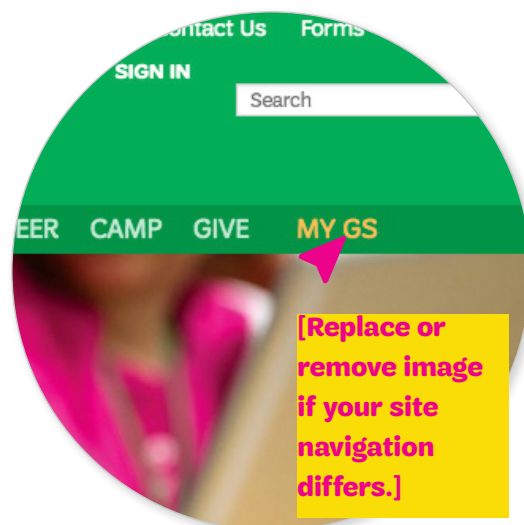 Contact Us Forms
SIGN IN
Search
EER CAMP GIVE MY GS
[Replace or
remove image
if your site
navigation
differs.]